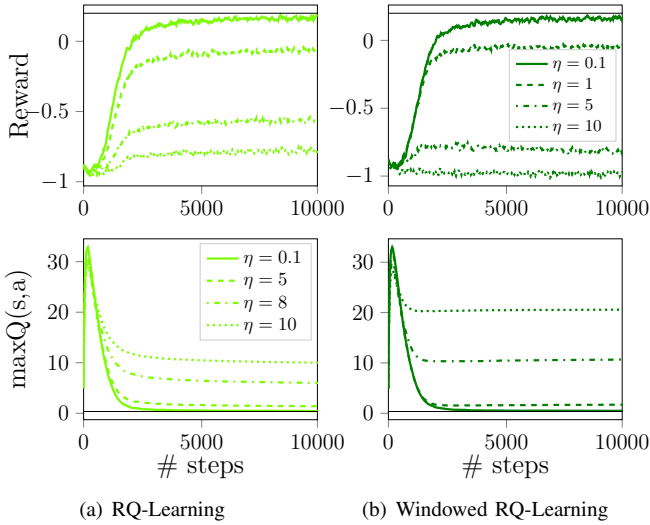 Reward
0
−0.5
−1
0
5000
10000
0
−0.5
−1
0
5000
10000
η = 0.1
η = 1
η = 5
η = 10
maxQ(s,a)
30
20
10
0
0
5000
10000
# steps
η = 0.1
η = 5
η = 8
η = 10
30
20
10
0
0
5000
10000
# steps
(a) RQ-Learning
(b) Windowed RQ-Learning